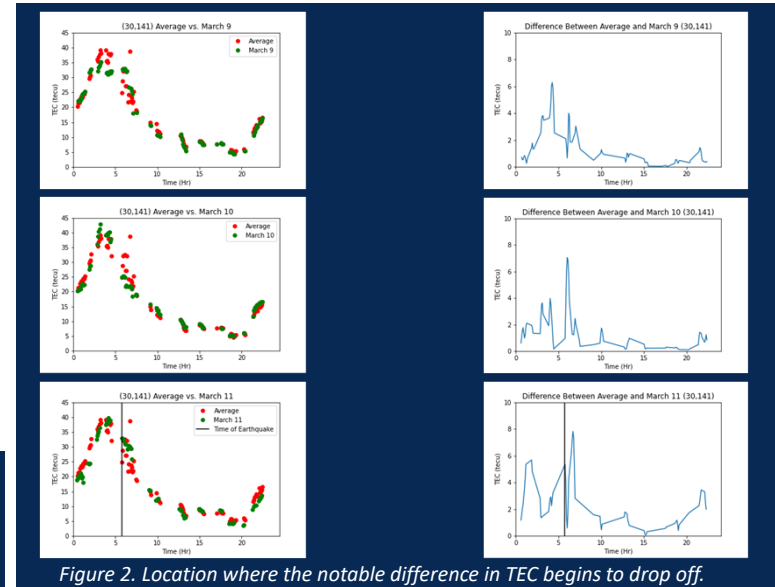 (30,141) Average vs. March 9
45
40
35
30
25
20
15
10
5
0
TEC (tecu)
0 5 10 15 20
Time (Hr)
Average
March 9
Difference Between Average and March 9 (30,141)
10
8
6
4
2
0
TEC (tecu)
0 5 10 15 20
Time (Hr)
(30,141) Average vs. March 10
45
40
35
30
25
20
15
10
5
0
TEC (tecu)
0 5 10 15 20
Time (Hr)
Average
March 10
Difference Between Average and March 10 (30,141)
10
8
6
4
2
0
TEC (tecu)
0 5 10 15 20
Time (Hr)
(30,141) Average vs. March 11
45
40
35
30
25
20
15
10
5
0
TEC (tecu)
0 5 10 15 20
Time (Hr)
Average
March 11
Time of Earthquake
Difference Between Average and March 11 (30,141)
10
8
6
4
2
0
TEC (tecu)
0 5 10 15 20
Time (Hr)
Figure 2. Location where the notable difference in TEC begins to drop off.